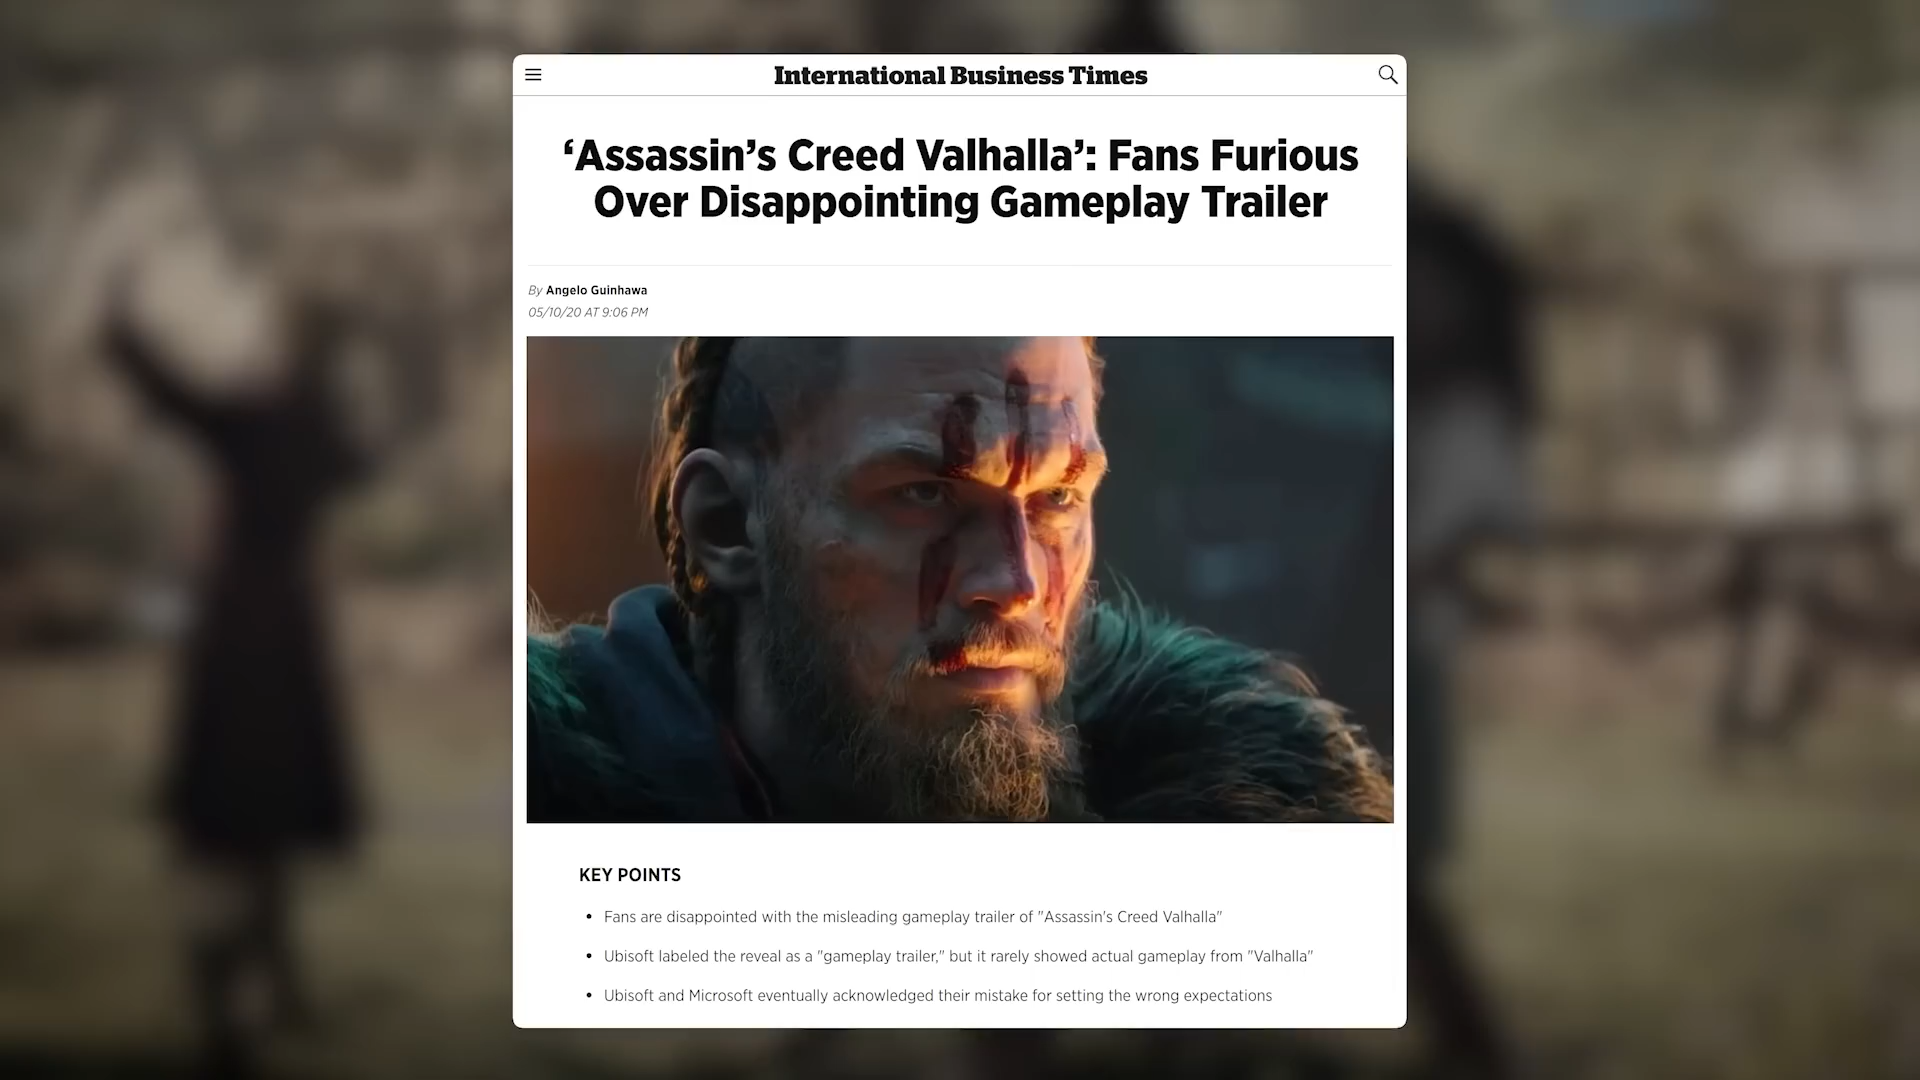 International Business Times
‘Assassin’s Creed Valhalla’: Fans Furious
Over Disappointing Gameplay Trailer
By Angelo Guinhawa
05/10/20 AT 9:06 PM
KEY POINTS
• Fans are disappointed with the misleading gameplay trailer of "Assassin's Creed Valhalla"
• Ubisoft labeled the reveal as a "gameplay trailer," but it rarely showed actual gameplay from "Valhalla"
• Ubisoft and Microsoft eventually acknowledged their mistake for setting the wrong expectations